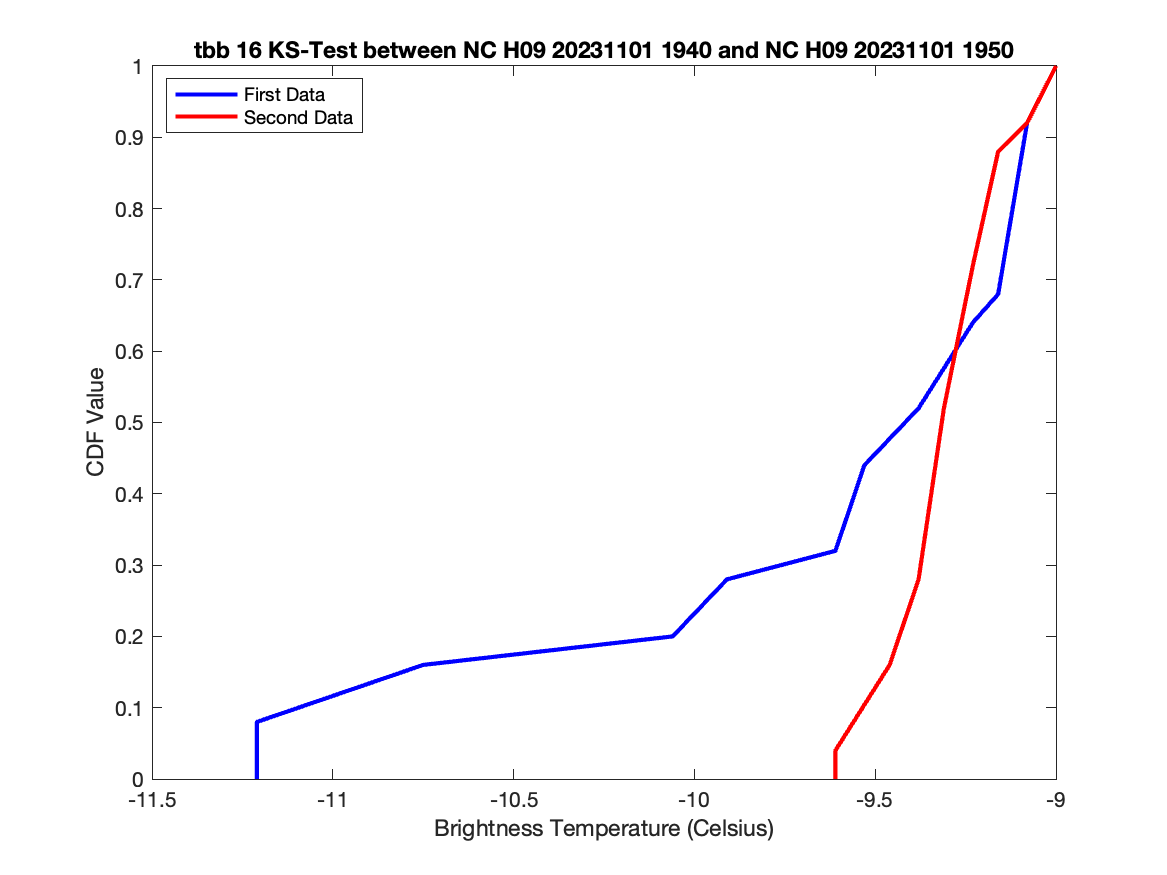 tbb 16 KS-Test between NC H09 20231101 1940 and NC H09 20231101 1950
First Data
Second Data
1
0.9
0.8
0.7
0.6
0.5
0.4
0.3
0.2
0.1
0
CDF Value
-11.5 -11 -10.5 -10 -9.5 -9
Brightness Temperature (Celsius)